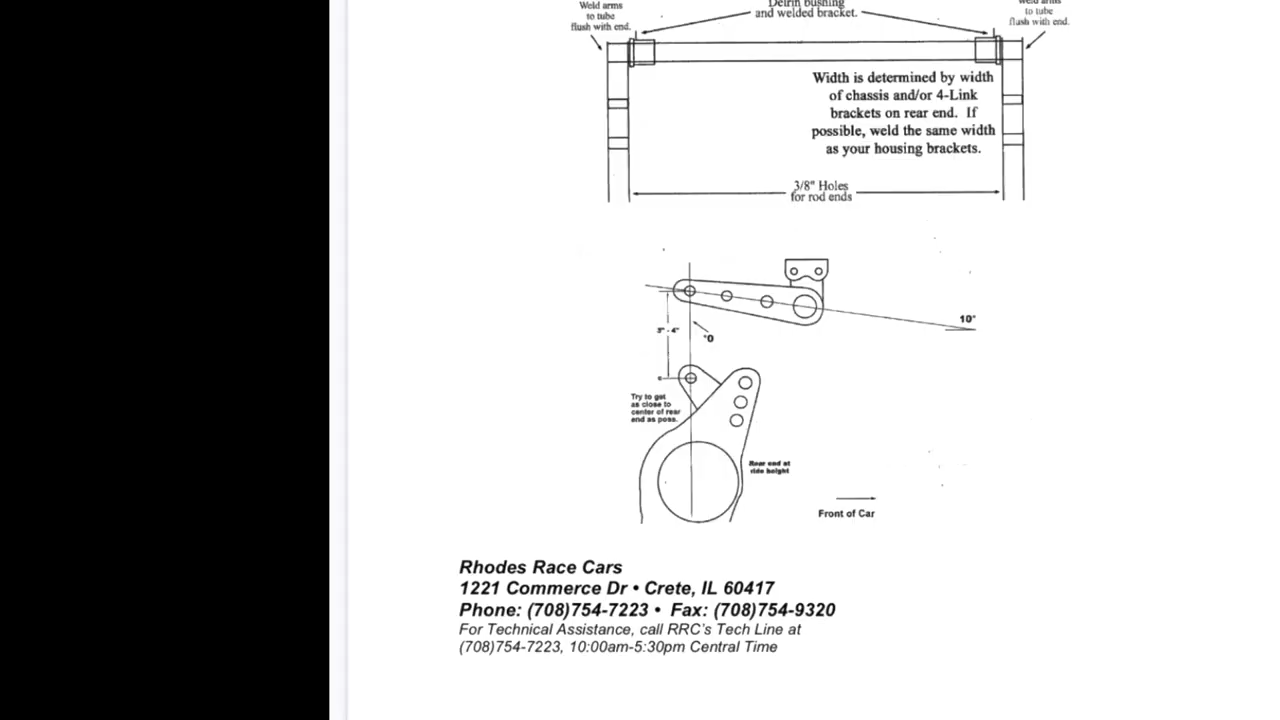 Weld arms
to tube
flush with end.
Delrin bushing
and welded bracket.
Weld arms
to tube
flush with end.
Width is determined by width
of chassis and/or 4-Link
brackets on rear end. If
possible, weld the same width
as your housing brackets.
3/8" Holes
for rod ends
10°
3" - 4"
°0
Try to get
as close to
center of rear
end as poss.
Rear end at
ride height
Front of Car
Rhodes Race Cars
1221 Commerce Dr • Crete, IL 60417
Phone: (708)754-7223 • Fax: (708)754-9320
For Technical Assistance, call RRC's Tech Line at
(708)754-7223, 10:00am-5:30pm Central Time